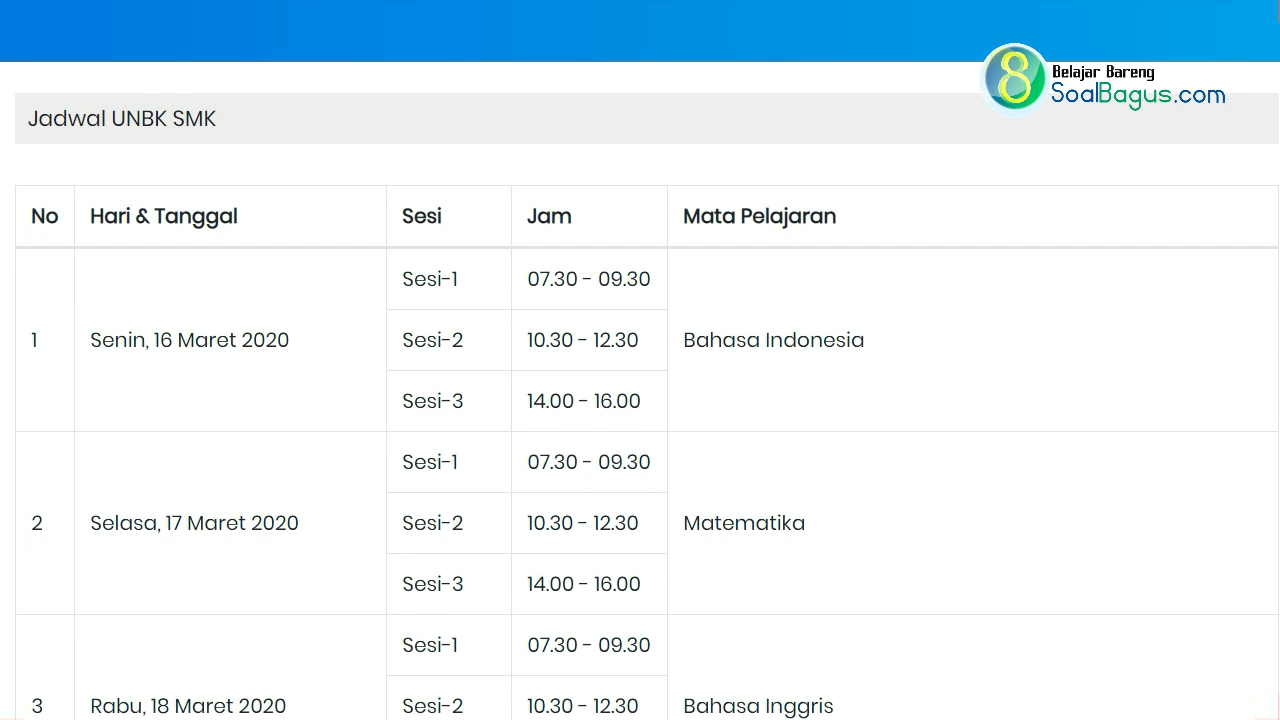 8 Belajar Bareng
SoalBagus.com
Jadwal UNBK SMK
No Hari & Tanggal Sesi Jam Mata Pelajaran
Sesi-1 07.30 - 09.30
1 Senin, 16 Maret 2020 Sesi-2 10.30 - 12.30 Bahasa Indonesia
Sesi-3 14.00 - 16.00
Sesi-1 07.30 - 09.30
2 Selasa, 17 Maret 2020 Sesi-2 10.30 - 12.30 Matematika
Sesi-3 14.00 - 16.00
Sesi-1 07.30 - 09.30
3 Rabu, 18 Maret 2020 Sesi-2 10.30 - 12.30 Bahasa Inggris